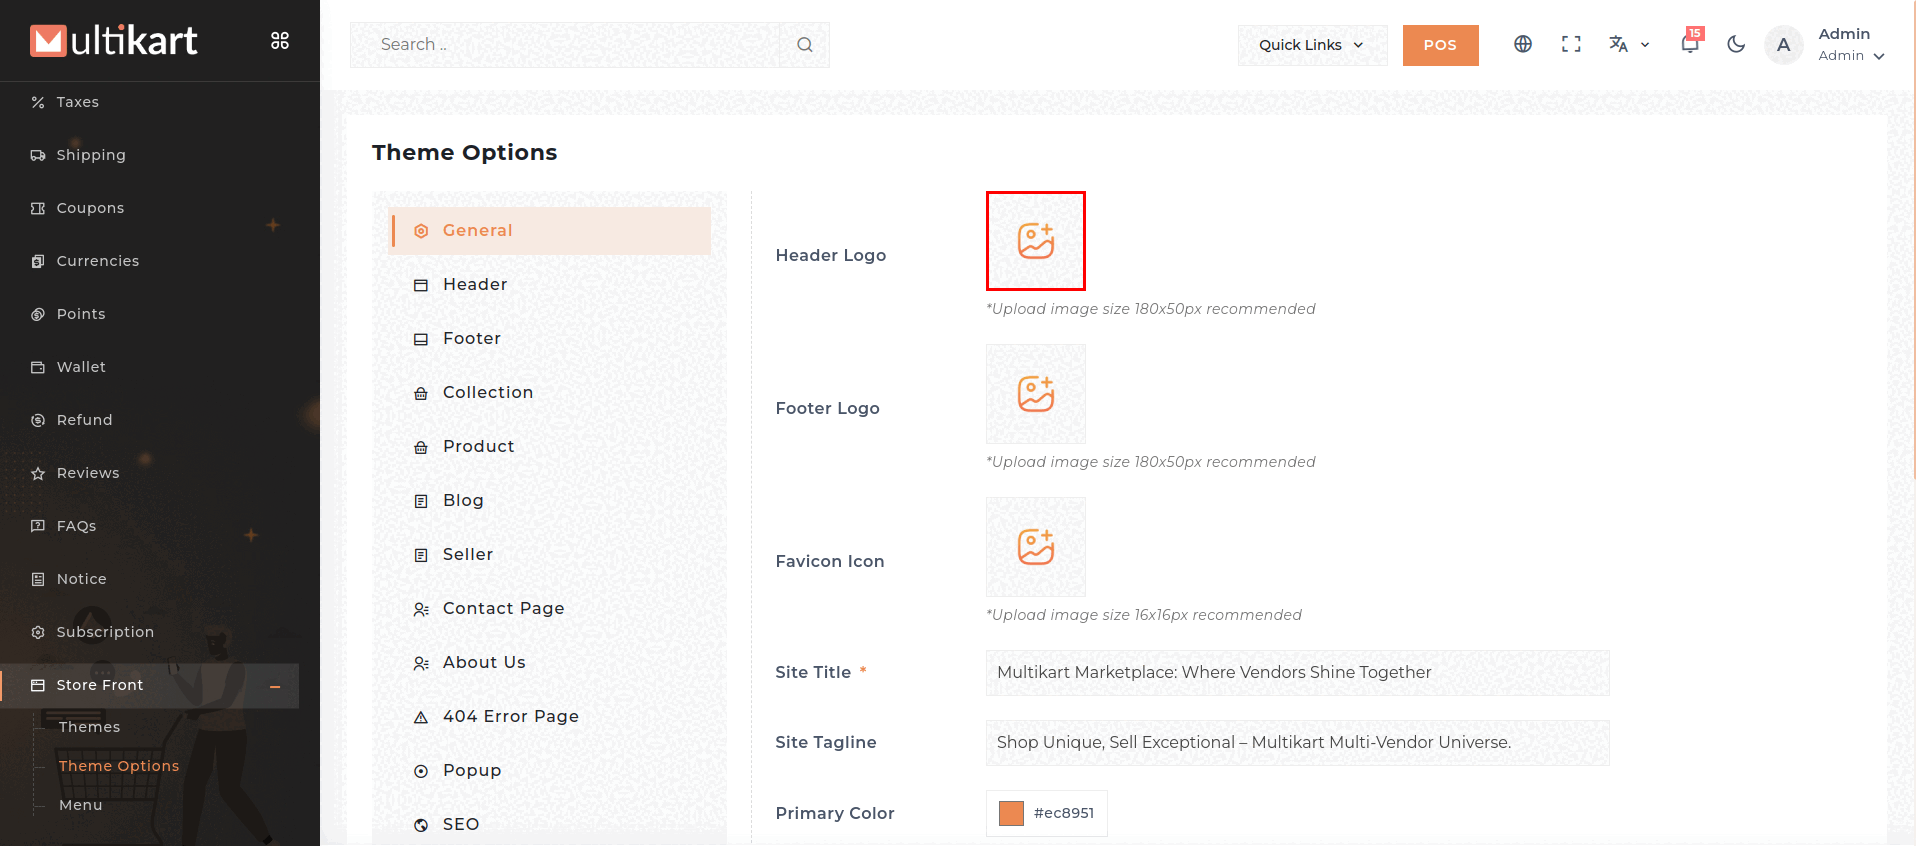 Multikart
Search ..
Quick Links
POS
15
A
Admin
Admin
Taxes
Shipping
Coupons
Currencies
Points
Wallet
Refund
Reviews
FAQs
Notice
Subscription
Store Front
Themes
Theme Options
Menu
Theme Options
General
Header
Footer
Collection
Product
Blog
Seller
Contact Page
About Us
404 Error Page
Popup
SEO
Header Logo
*Upload image size 180x50px recommended
Footer Logo
*Upload image size 180x50px recommended
Favicon Icon
*Upload image size 16x16px recommended
Site Title *
Multikart Marketplace: Where Vendors Shine Together
Site Tagline
Shop Unique, Sell Exceptional – Multikart Multi-Vendor Universe.
Primary Color
#ec8951